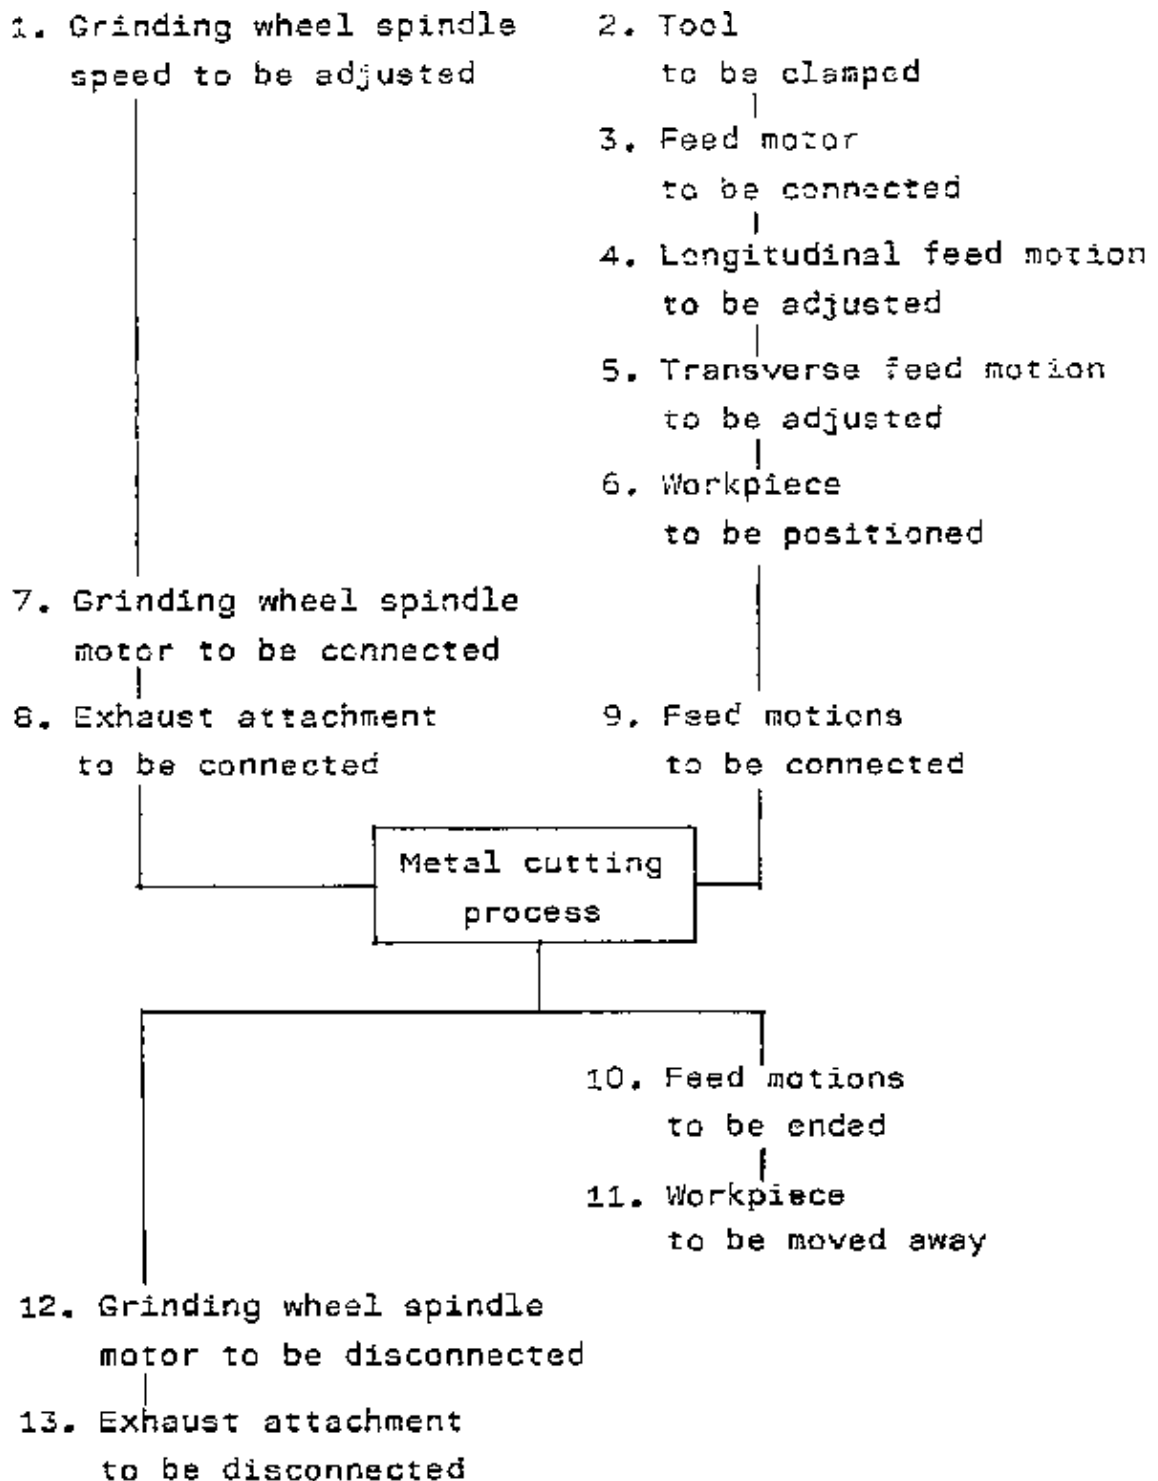 1. Grinding wheel spindle
speed to be adjusted
2. Tool
to be clamped
3. Feed motor
to be connected
4. Longitudinal feed motion
to be adjusted
5. Transverse feed motion
to be adjusted
6. Workpiece
to be positioned
7. Grinding wheel spindle
motor to be connected
8. Exhaust attachment
to be connected
9. Feed motions
to be connected
Metal cutting
process
10. Feed motions
to be ended
11. Workpiece
to be moved away
12. Grinding wheel spindle
motor to be disconnected
13. Exhaust attachment
to be disconnected